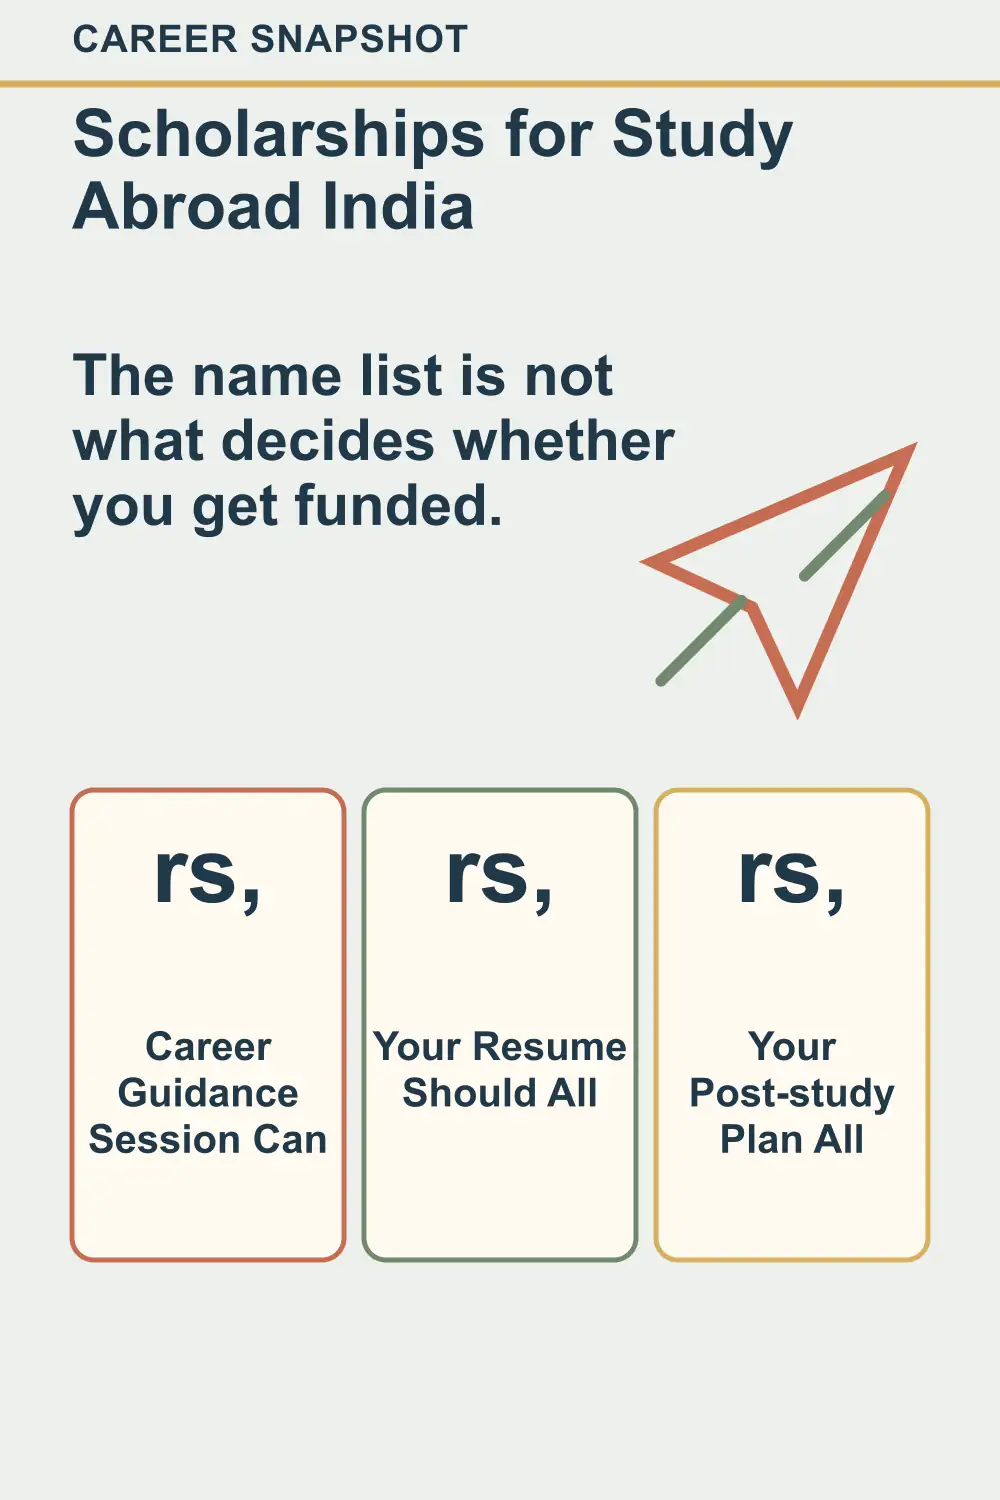 CAREER SNAPSHOT
Scholarships for Study
Abroad India
The name list is not
what decides whether
you get funded.
rs,
Career
Guidance
Session Can
rs,
Your Resume
Should All
rs,
Your
Post-study
Plan All